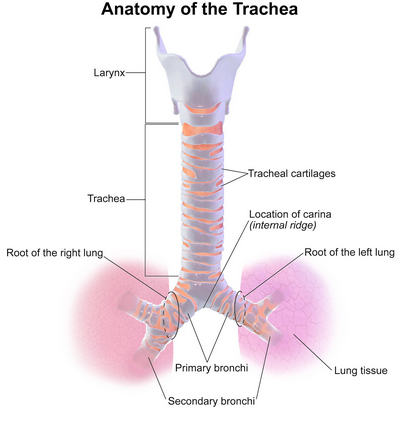 Anatomy of the Trachea
Larynx
Trachea
Tracheal cartilages
Location of carina
(internal ridge)
Root of the right lung
Root of the left lung
Primary bronchi
Lung tissue
Secondary bronchi